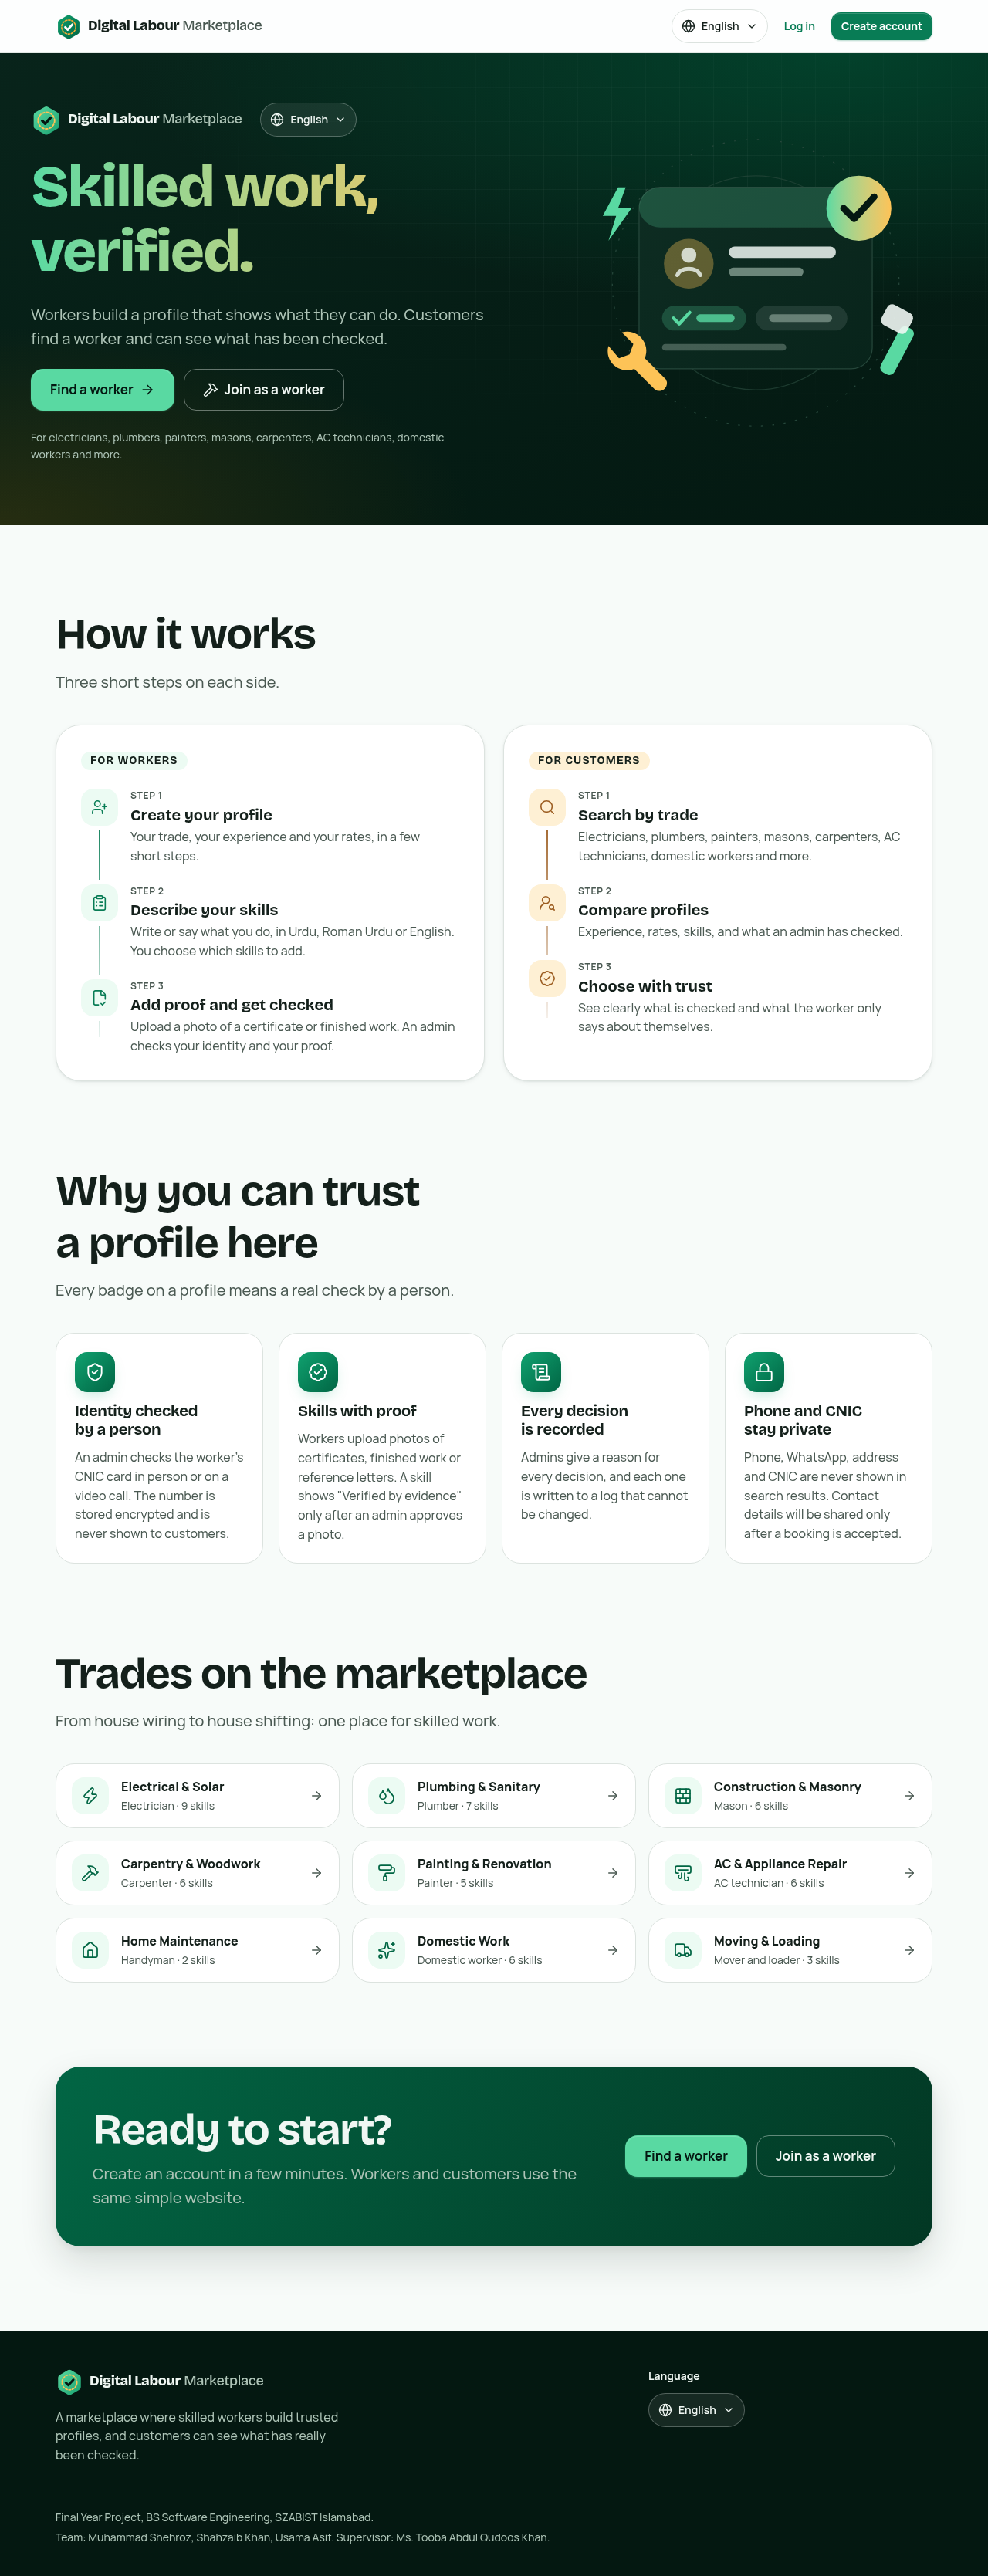 Digital Labour Marketplace
English
Log in
Create account
Digital Labour Marketplace
English
Skilled work,
verified.
Workers build a profile that shows what they can do. Customers
find a worker and can see what has been checked.
Find a worker
Join as a worker
For electricians, plumbers, painters, masons, carpenters, AC technicians, domestic
workers and more.
How it works
Three short steps on each side.
FOR WORKERS
STEP 1
Create your profile
Your trade, your experience and your rates, in a few
short steps.
STEP 2
Describe your skills
Write or say what you do, in Urdu, Roman Urdu or English.
You choose which skills to add.
STEP 3
Add proof and get checked
Upload a photo of a certificate or finished work. An admin
checks your identity and your proof.
FOR CUSTOMERS
STEP 1
Search by trade
Electricians, plumbers, painters, masons, carpenters, AC
technicians, domestic workers and more.
STEP 2
Compare profiles
Experience, rates, skills, and what an admin has checked.
STEP 3
Choose with trust
See clearly what is checked and what the worker only
says about themselves.
Why you can trust
a profile here
Every badge on a profile means a real check by a person.
Identity checked
by a person
An admin checks the worker's
CNIC card in person or on a
video call. The number is
stored encrypted and is
never shown to customers.
Skills with proof
Workers upload photos of
certificates, finished work or
reference letters. A skill
shows "Verified by evidence"
only after an admin approves
a photo.
Every decision
is recorded
Admins give a reason for
every decision, and each one
is written to a log that cannot
be changed.
Phone and CNIC
stay private
Phone, WhatsApp, address
and CNIC are never shown in
search results. Contact
details will be shared only
after a booking is accepted.
Trades on the marketplace
From house wiring to house shifting: one place for skilled work.
Electrical & Solar
Electrician · 9 skills
Plumbing & Sanitary
Plumber · 7 skills
Construction & Masonry
Mason · 6 skills
Carpentry & Woodwork
Carpenter · 6 skills
Painting & Renovation
Painter · 5 skills
AC & Appliance Repair
AC technician · 6 skills
Home Maintenance
Handyman · 2 skills
Domestic Work
Domestic worker · 6 skills
Moving & Loading
Mover and loader · 3 skills
Ready to start?
Create an account in a few minutes. Workers and customers use the
same simple website.
Find a worker
Join as a worker
Digital Labour Marketplace
A marketplace where skilled workers build trusted
profiles, and customers can see what has really
been checked.
Language
English
Final Year Project, BS Software Engineering, SZABIST Islamabad.
Team: Muhammad Shehroz, Shahzaib Khan, Usama Asif. Supervisor: Ms. Tooba Abdul Qudoos Khan.